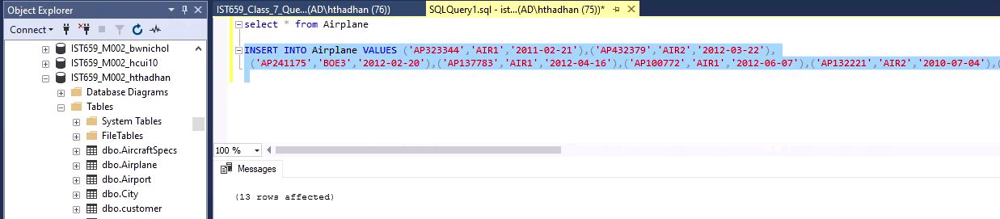 Object Explorer
Connect
IST659_M002_bwnichol
IST659_M002_hcui10
IST659_M002_hthadhan
Database Diagrams
Tables
System Tables
FileTables
dbo.AircraftSpecs
dbo.Airplane
dbo.Airport
dbo.City
dbo.customer
IST659_Class_7_Que...(AD\hthadhan (76))
SQLQuery1.sql - ist...(AD\hthadhan (75))*
select * from Airplane
INSERT INTO Airplane VALUES ('AP323344','AIR1','2011-02-21'),('AP432379','AIR2','2012-03-22'),
('AP241175','BOE3','2012-02-20'),('AP137783','AIR1','2012-04-16'),('AP100772','AIR1','2012-06-07'),('AP132221','AIR2','2010-07-04'),(
100 %
Messages
(13 rows affected)